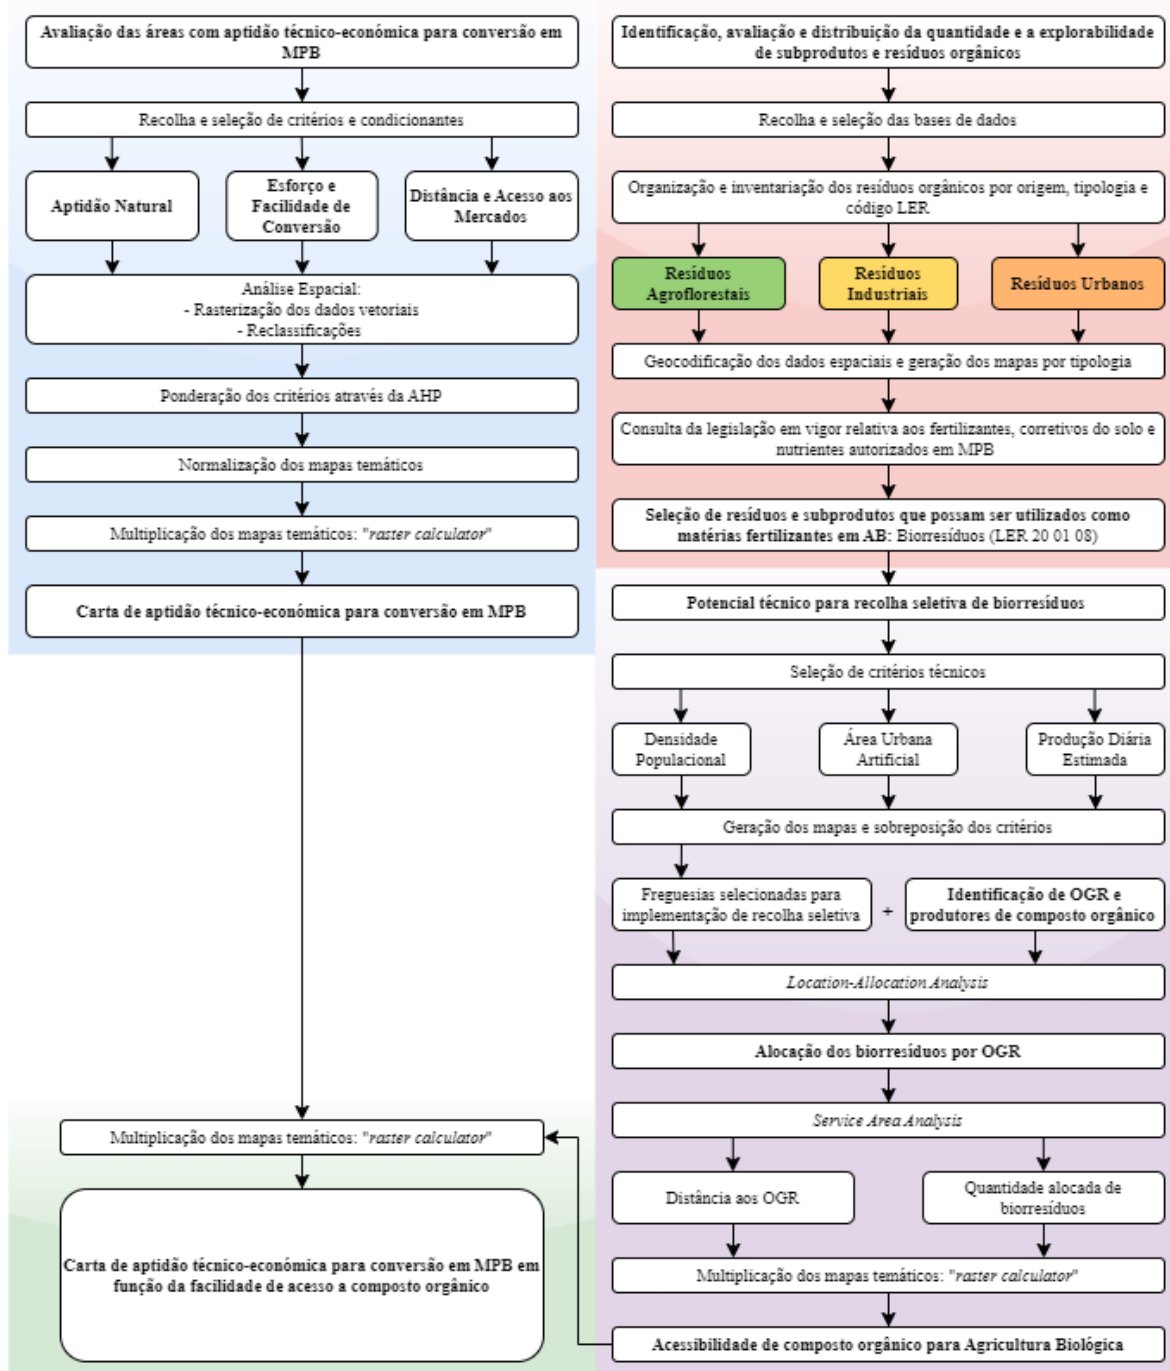 Avaliação das áreas com aptidão técnico-económica para conversão em
MPB
Recolha e seleção de critérios e condicionantes
Aptidão Natural
Esforço e
Facilidade de
Conversão
Distância e Acesso aos
Mercados
Análise Espacial:
- Rasterização dos dados vetoriais
- Reclassificações
Ponderação dos critérios através da AHP
Normalização dos mapas temáticos
Multiplicação dos mapas temáticos: "raster calculator"
Carta de aptidão técnico-económica para conversão em MPB
Identificação, avaliação e distribuição da quantidade e a explorabilidade
de subprodutos e resíduos orgânicos
Recolha e seleção das bases de dados
Organização e inventariação dos resíduos orgânicos por origem, tipologia e
código LER
Resíduos
Agroflorestais
Resíduos
Industriais
Resíduos Urbanos
Geocodificação dos dados espaciais e geração dos mapas por tipologia
Consulta da legislação em vigor relativa aos fertilizantes, corretivos do solo e
nutrientes autorizados em MPB
Seleção de resíduos e subprodutos que possam ser utilizados como
matérias fertilizantes em AB: Biorresíduos (LER 20 01 08)
Potencial técnico para recolha seletiva de biorresíduos
Seleção de critérios técnicos
Densidade
Populacional
Área Urbana
Artificial
Produção Diária
Estimada
Geração dos mapas e sobreposição dos critérios
Freguesias selecionadas para
implementação de recolha seletiva
+
Identificação de OGR e
produtores de composto orgânico
Location-Allocation Analysis
Alocação dos biorresíduos por OGR
Service Area Analysis
Distância aos OGR
Quantidade alocada de
biorresíduos
Multiplicação dos mapas temáticos: "raster calculator"
Acessibilidade de composto orgânico para Agricultura Biológica
Multiplicação dos mapas temáticos: "raster calculator"
Carta de aptidão técnico-económica para conversão em MPB em
função da facilidade de acesso a composto orgânico